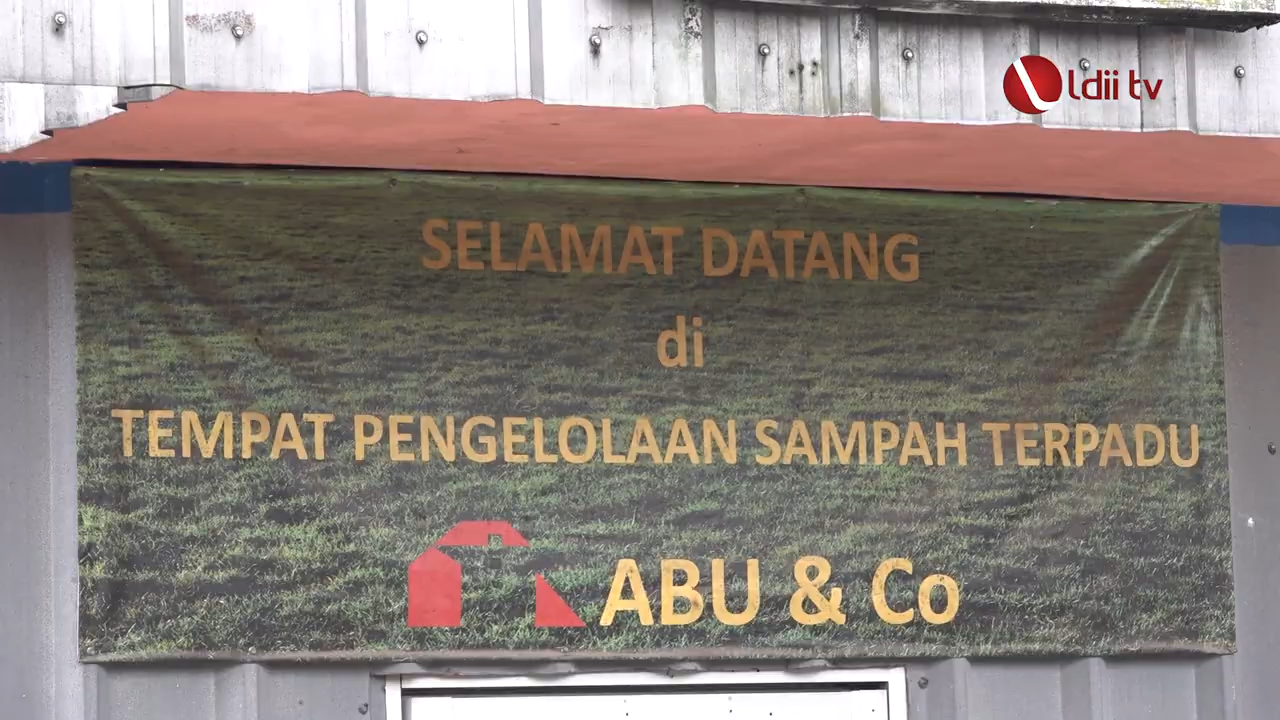 ldii tv
SELAMAT DATANG
di
TEMPAT PENGELOLAAN SAMPAH TERPADU
ABU & Co